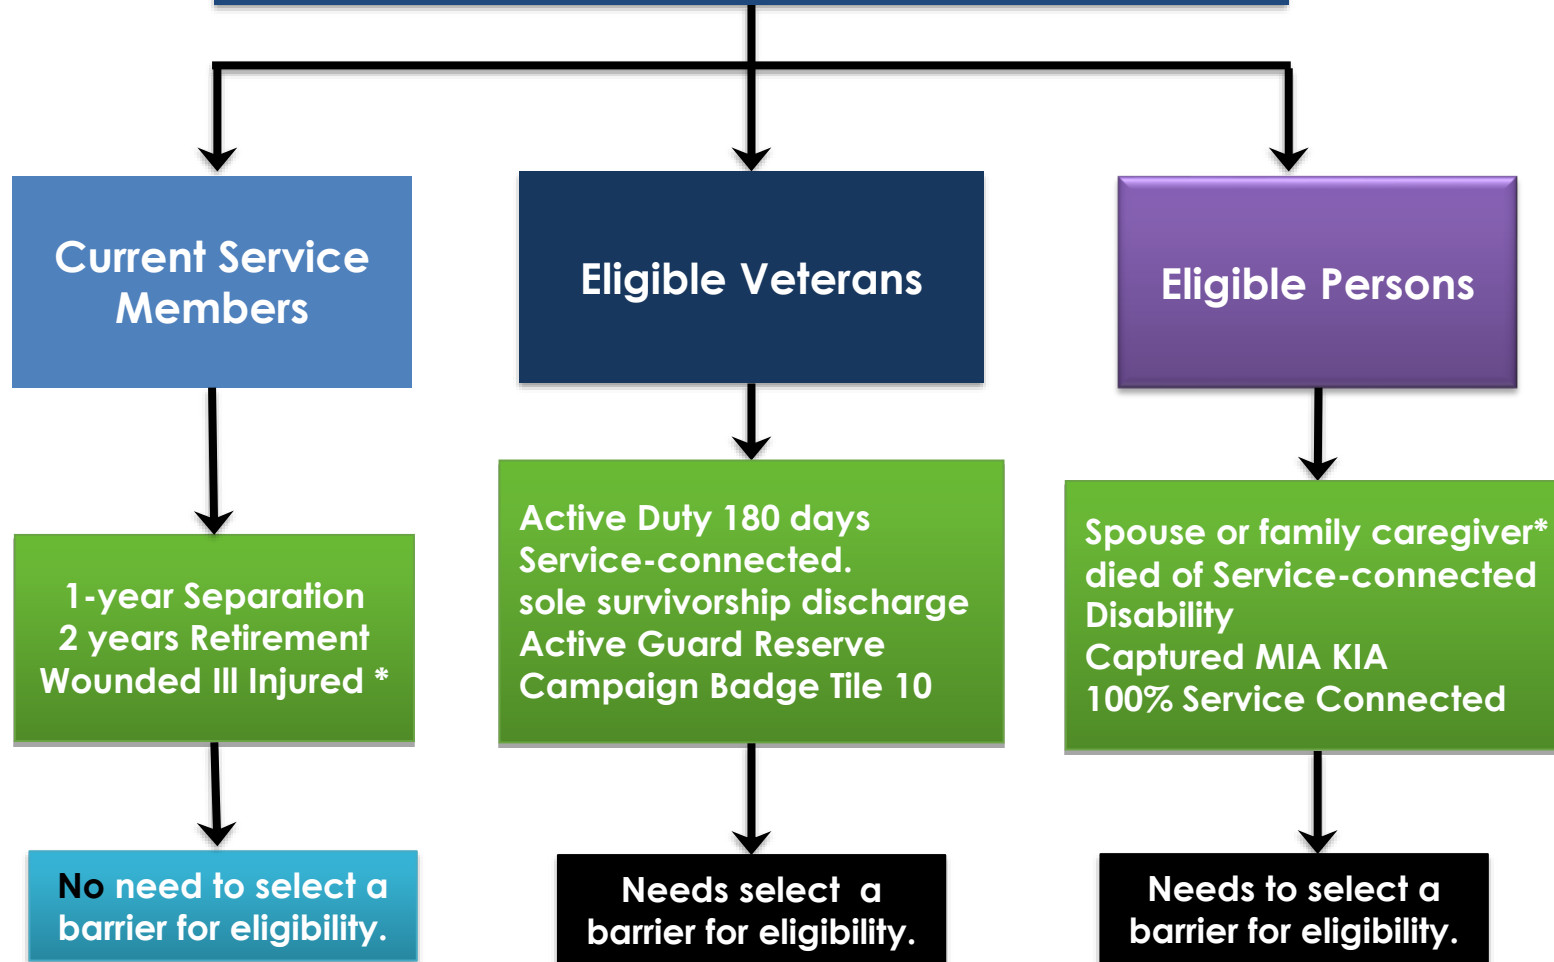 Current Service
Members
Eligible Veterans
Eligible Persons
1-year Separation
2 years Retirement
Wounded Ill Injured *
Active Duty 180 days
Service-connected.
sole survivorship discharge
Active Guard Reserve
Campaign Badge Tile 10
Spouse or family caregiver*
died of Service-connected
Disability
Captured MIA KIA
100% Service Connected
No need to select a
barrier for eligibility.
Needs select a
barrier for eligibility.
Needs to select a
barrier for eligibility.